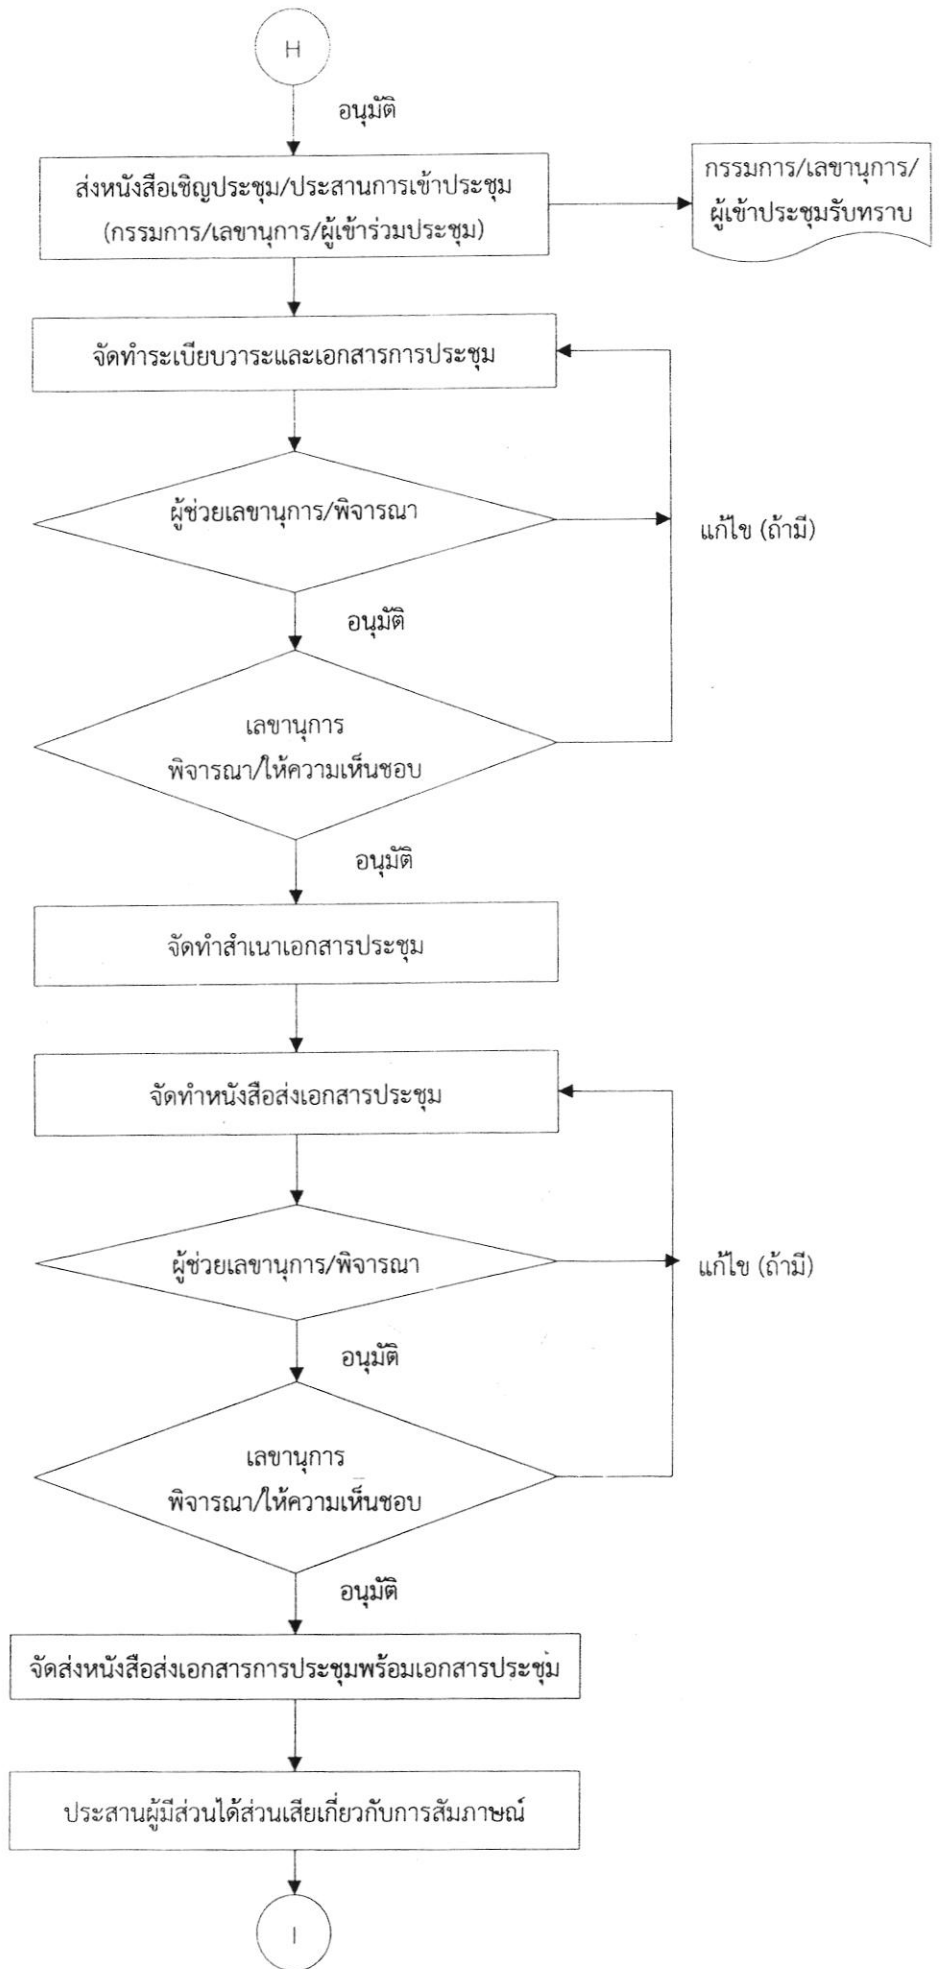 H
อนุมัติ
ส่งหนังสือเชิญประชุม/ประสานการเข้าประชุม
(กรรมการ/เลขานุการ/ผู้เข้าร่วมประชุม)
กรรมการ/เลขานุการ/
ผู้เข้าประชุมรับทราบ
จัดทำระเบียบวาระและเอกสารการประชุม
ผู้ช่วยเลขานุการ/พิจารณา
แก้ไข (ถ้ามี)
อนุมัติ
เลขานุการ
พิจารณา/ให้ความเห็นชอบ
อนุมัติ
จัดทำสำเนาเอกสารประชุม
จัดทำหนังสือส่งเอกสารประชุม
ผู้ช่วยเลขานุการ/พิจารณา
แก้ไข (ถ้ามี)
อนุมัติ
เลขานุการ
พิจารณา/ให้ความเห็นชอบ
อนุมัติ
จัดส่งหนังสือส่งเอกสารการประชุมพร้อมเอกสารประชุม
ประสานผู้มีส่วนได้ส่วนเสียเกี่ยวกับการสัมภาษณ์
I